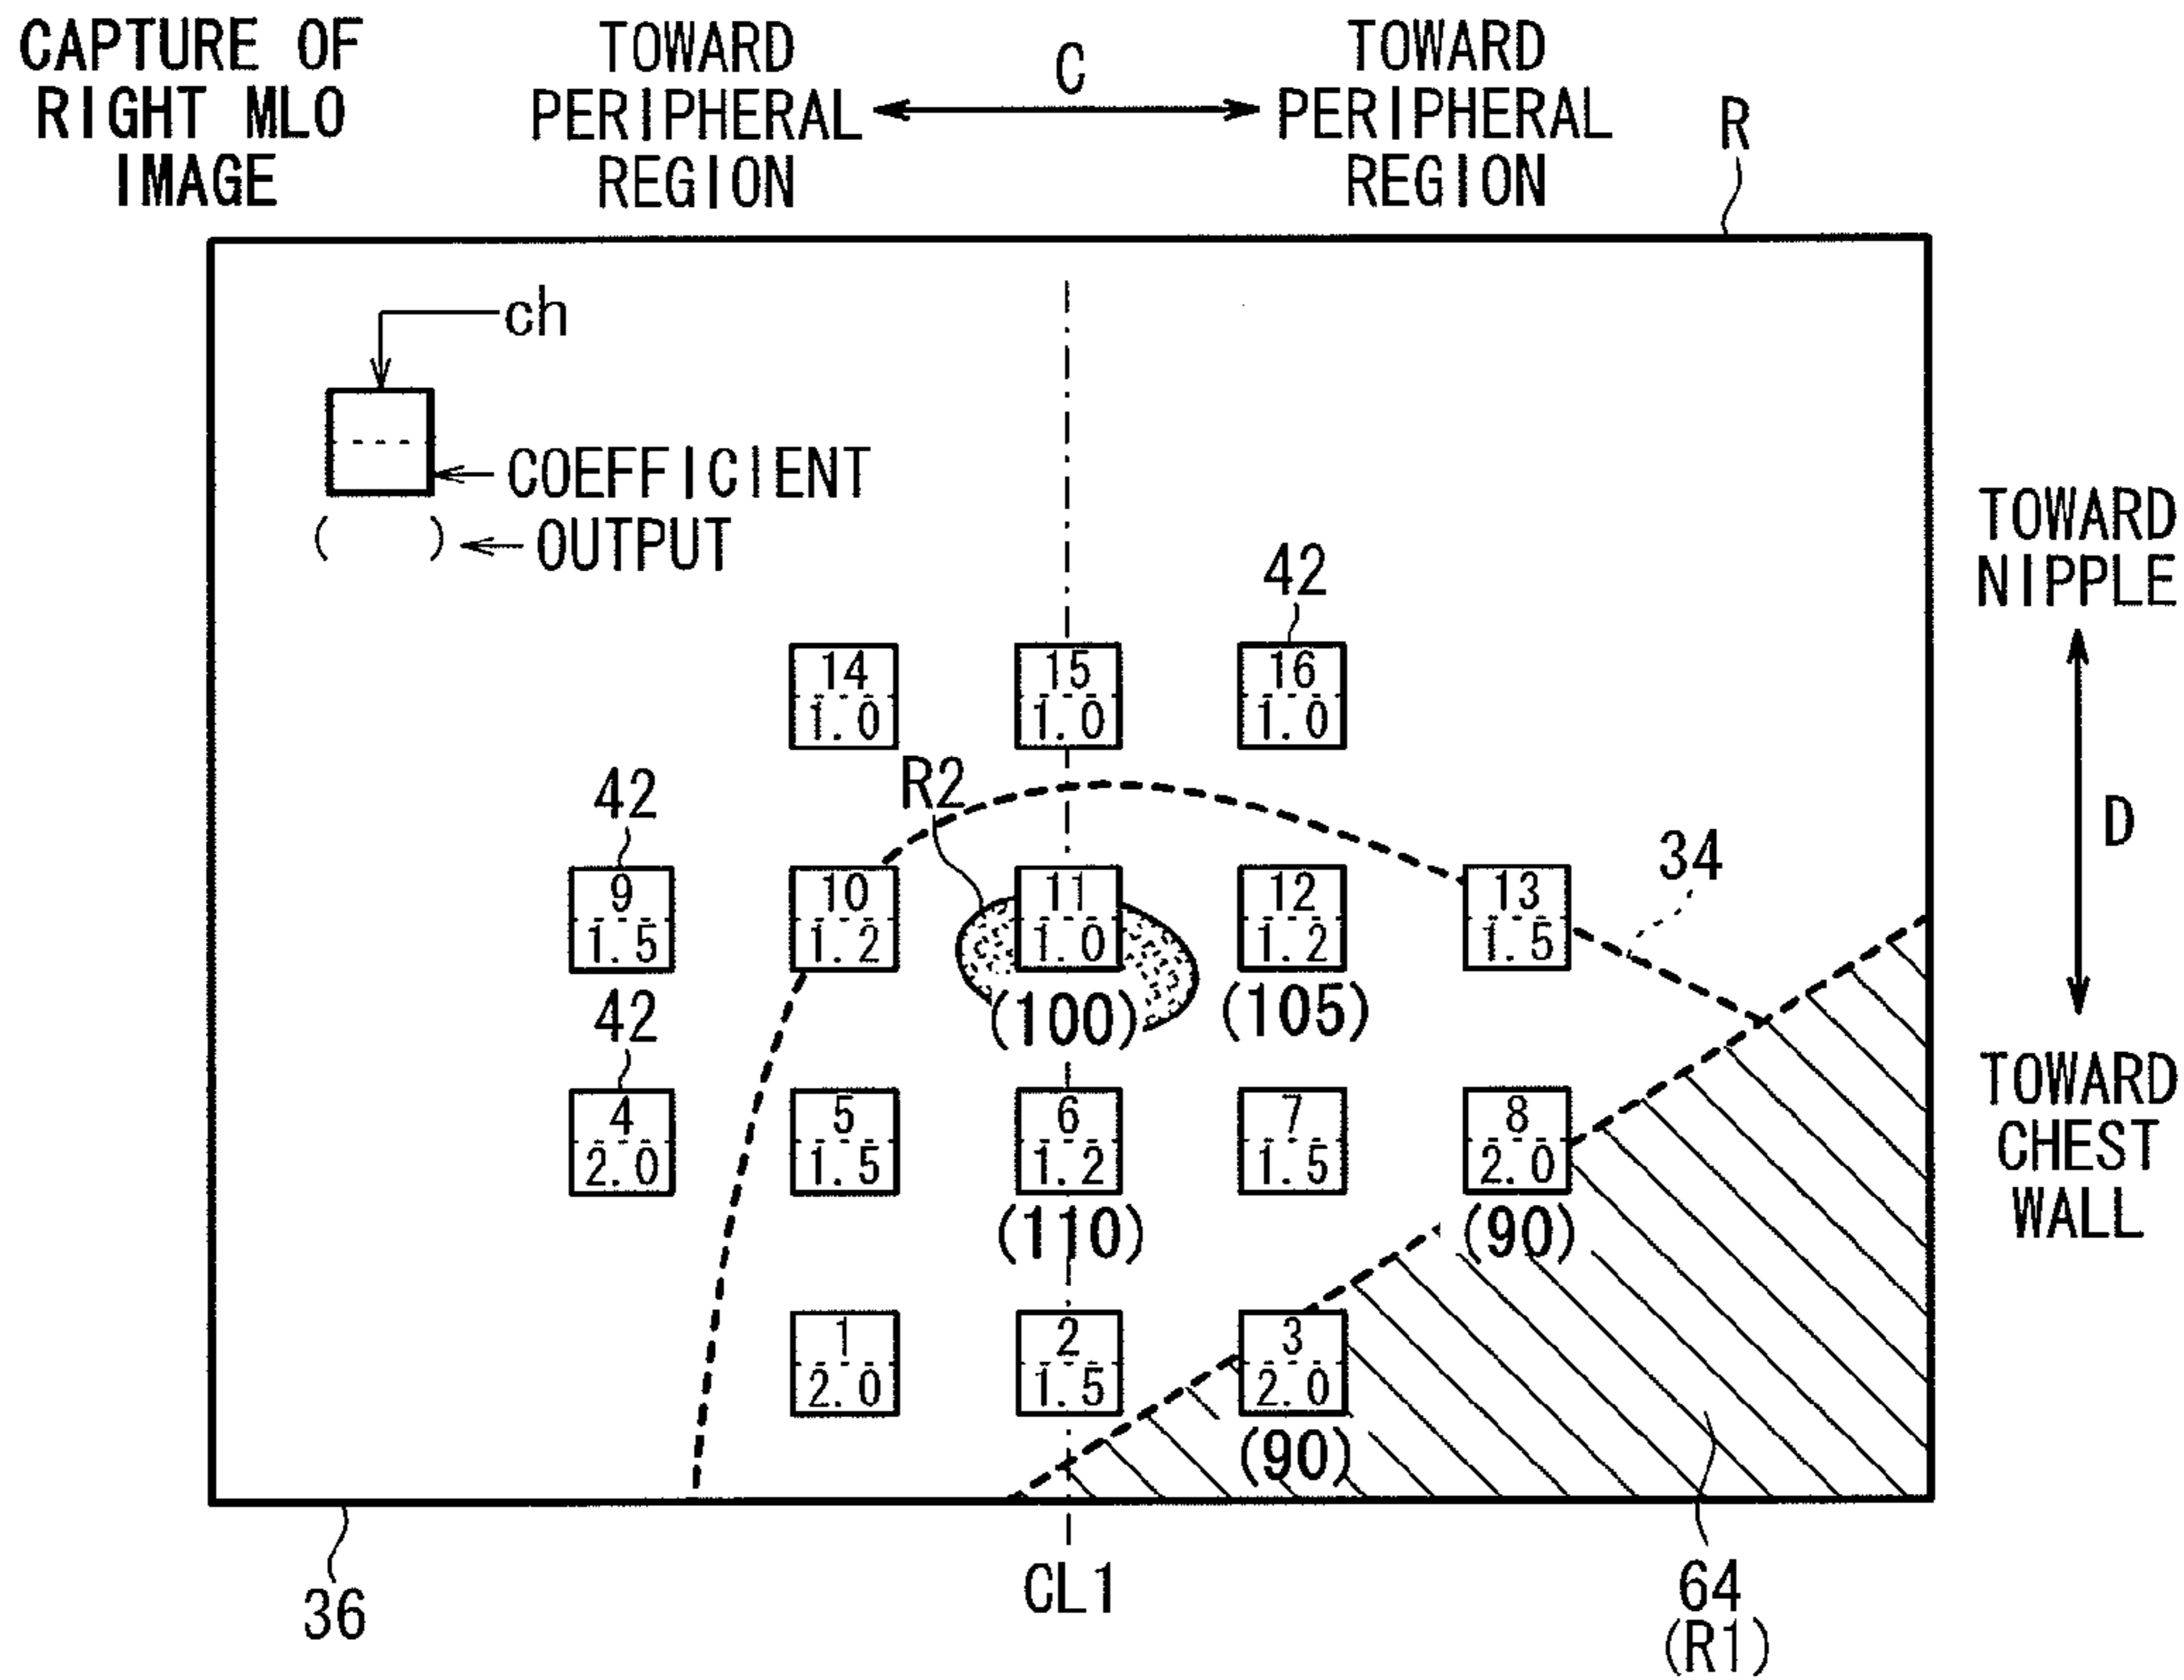 CAPTURE OF
RIGHT MLO
IMAGE
TOWARD
PERIPHERAL
REGION
C
TOWARD
PERIPHERAL
REGION
R
ch
COEFFICIENT
( ) OUTPUT
TOWARD
NIPPLE
D
TOWARD
CHEST
WALL
42
14
1.0
15
1.0
16
1.0
R2
42
34
9
1.5
10
1.2
11
1.0
12
1.2
13
1.5
(100)
(105)
42
4
2.0
5
1.5
6
1.2
7
1.5
8
2.0
(110)
(90)
1
2.0
2
1.5
3
2.0
(90)
36
CL1
64
(R1)